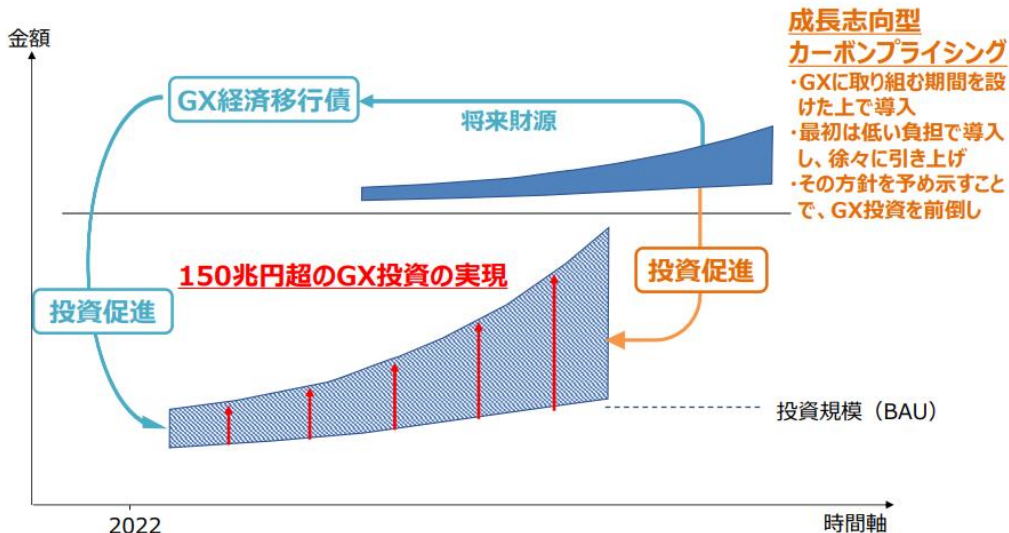 金額
成長志向型
カーボンプライシング
・GXに取り組む期間を設
けた上で導入
・最初は低い負担で導入
し、徐々に引き上げ
・その方針を予め示すこと
で、GX投資を前倒し
GX経済移行債
将来財源
150兆円超のGX投資の実現
投資促進
投資促進
投資規模（BAU）
2022
時間軸